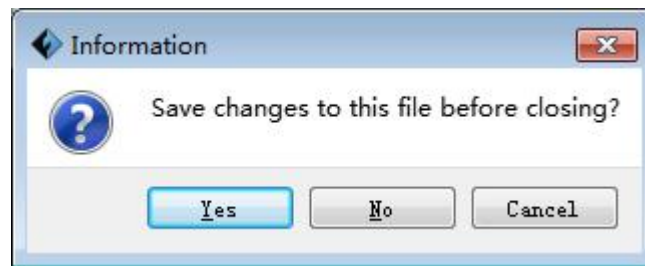 Information
Save changes to this file before closing?
Yes No Cancel